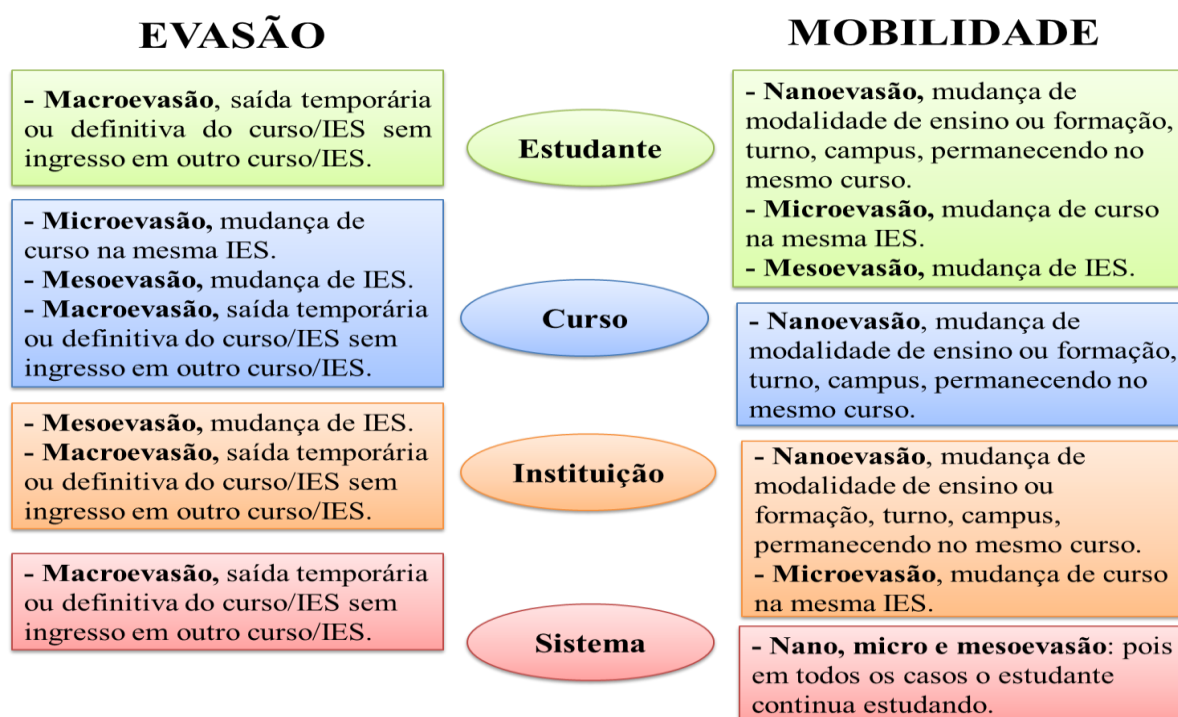 EVASÃO
- Macroevasão, saída temporária
ou definitiva do curso/IES sem
ingresso em outro curso/IES.
- Microevasão, mudança de
curso na mesma IES.
- Mesoevasão, mudança de IES.
- Macroevasão, saída temporária
ou definitiva do curso/IES sem
ingresso em outro curso/IES.
- Mesoevasão, mudança de IES.
- Macroevasão, saída temporária
ou definitiva do curso/IES sem
ingresso em outro curso/IES.
- Macroevasão, saída temporária
ou definitiva do curso/IES sem
ingresso em outro curso/IES.
Estudante
Curso
Instituição
Sistema
MOBILIDADE
- Nanoevasão, mudança de
modalidade de ensino ou formação,
turno, campus, permanecendo no
mesmo curso.
- Microevasão, mudança de curso
na mesma IES.
- Mesoevasão, mudança de IES.
- Nanoevasão, mudança de
modalidade de ensino ou formação,
turno, campus, permanecendo no
mesmo curso.
- Nanoevasão, mudança de
modalidade de ensino ou
formação, turno, campus,
permanecendo no mesmo curso.
- Microevasão, mudança de curso
na mesma IES.
- Nano, micro e mesoevasão: pois
em todos os casos o estudante
continua estudando.